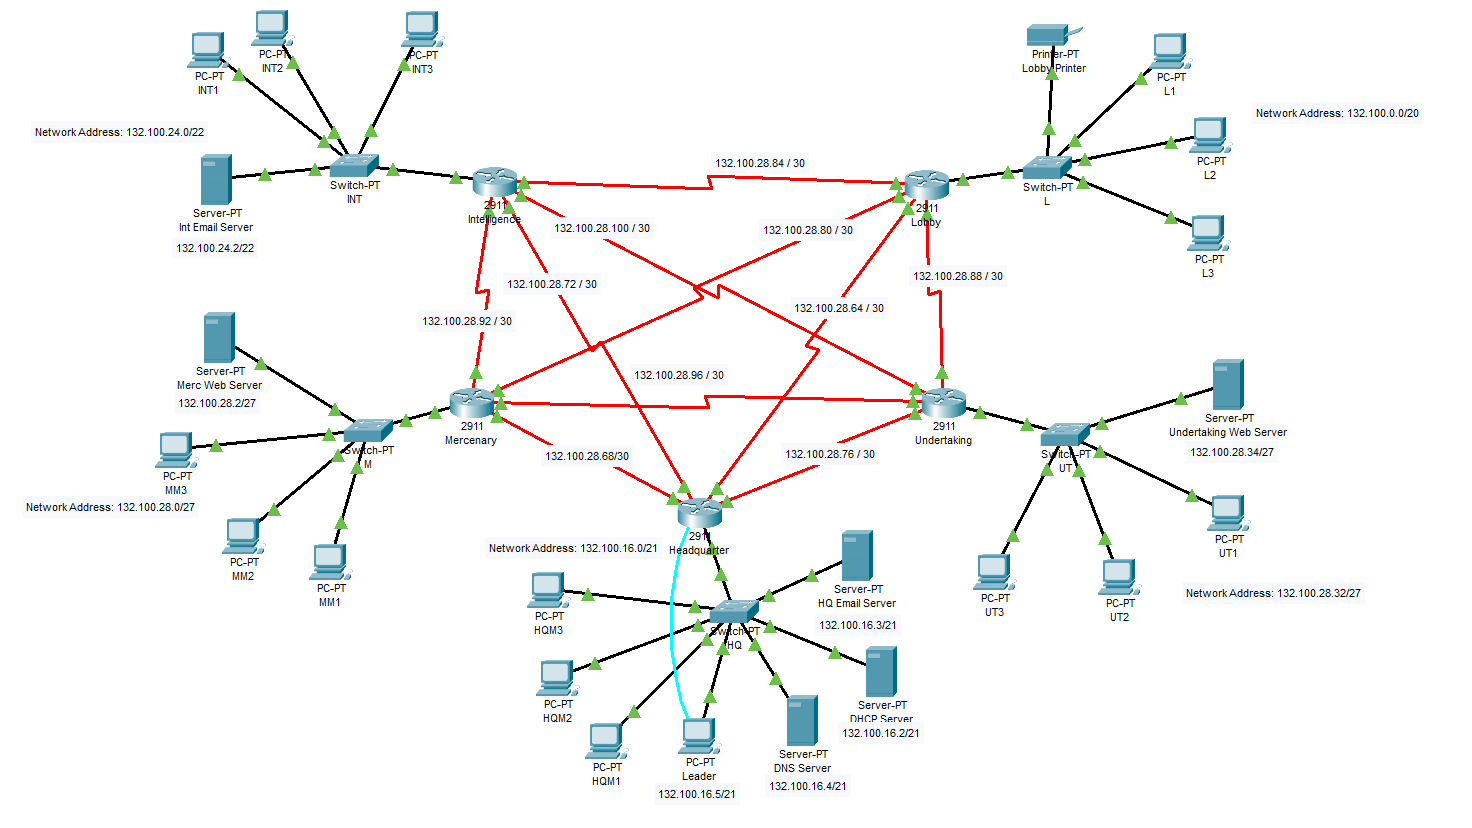 PC-PT
INT1
PC-PT
INT2
PC-PT
INT3
Network Address: 132.100.24.0/22
Switch-PT
INT
Server-PT
Int Email Server
132.100.24.2/22
2911
Intelligence
132.100.28.84 / 30
Printer-PT
Lobby Printer
PC-PT
L1
Network Address: 132.100.0.0/20
PC-PT
L2
Switch-PT
L
2911
Lobby
PC-PT
L3
132.100.28.100 / 30
132.100.28.80 / 30
132.100.28.72 / 30
132.100.28.88 / 30
132.100.28.64 / 30
132.100.28.92 / 30
132.100.28.96 / 30
Server-PT
Merc Web Server
132.100.28.2/27
2911
Mercenary
Switch-PT
M
PC-PT
MM3
Network Address: 132.100.28.0/27
PC-PT
MM2
PC-PT
MM1
2911
Undertaking
Server-PT
Undertaking Web Server
132.100.28.34/27
Switch-PT
UT
PC-PT
UT1
PC-PT
UT3
PC-PT
UT2
Network Address: 132.100.28.32/27
132.100.28.68/30
132.100.28.76 / 30
2911
Headquarter
Network Address: 132.100.16.0/21
PC-PT
HQM3
Switch-PT
HQ
Server-PT
HQ Email Server
132.100.16.3/21
PC-PT
HQM2
PC-PT
HQM1
PC-PT
Leader
132.100.16.5/21
Server-PT
DNS Server
132.100.16.4/21
Server-PT
DHCP Server
132.100.16.2/21